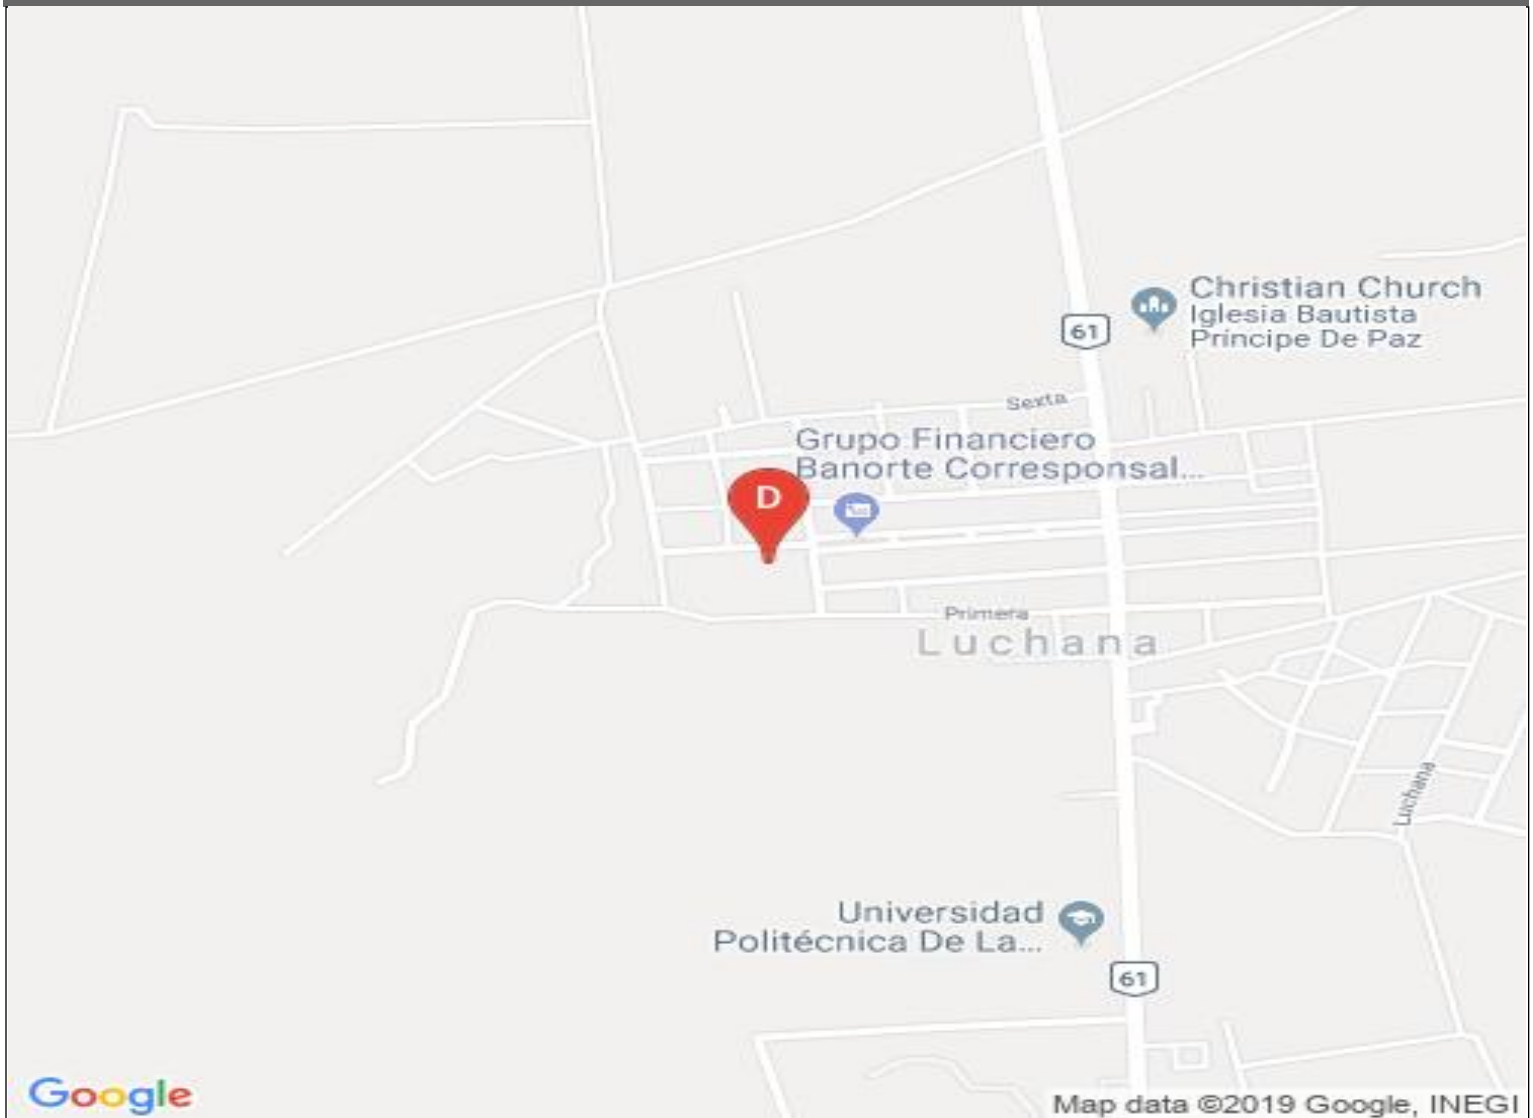 Christian Church
Iglesia Bautista
Príncipe De Paz
61
Sexta
Grupo Financiero
Banorte Corresponsal...
D
Primera
Luchana
Luchana
Universidad
Politécnica De La...
61
Google
Map data ©2019 Google, INEGI